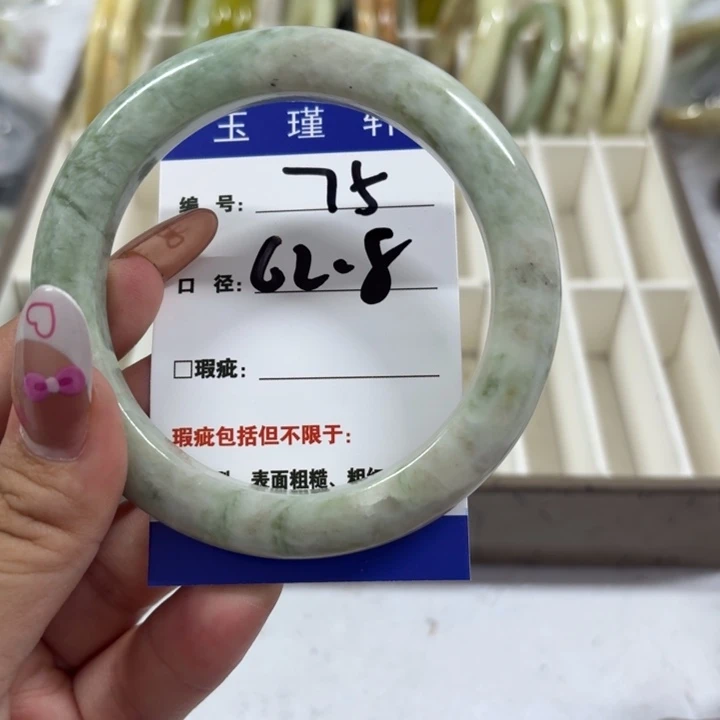 玉瑾轩
编号: 75
口径: 62.8
□瑕疵:
瑕疵包括但不限于:
表面粗糙、粗